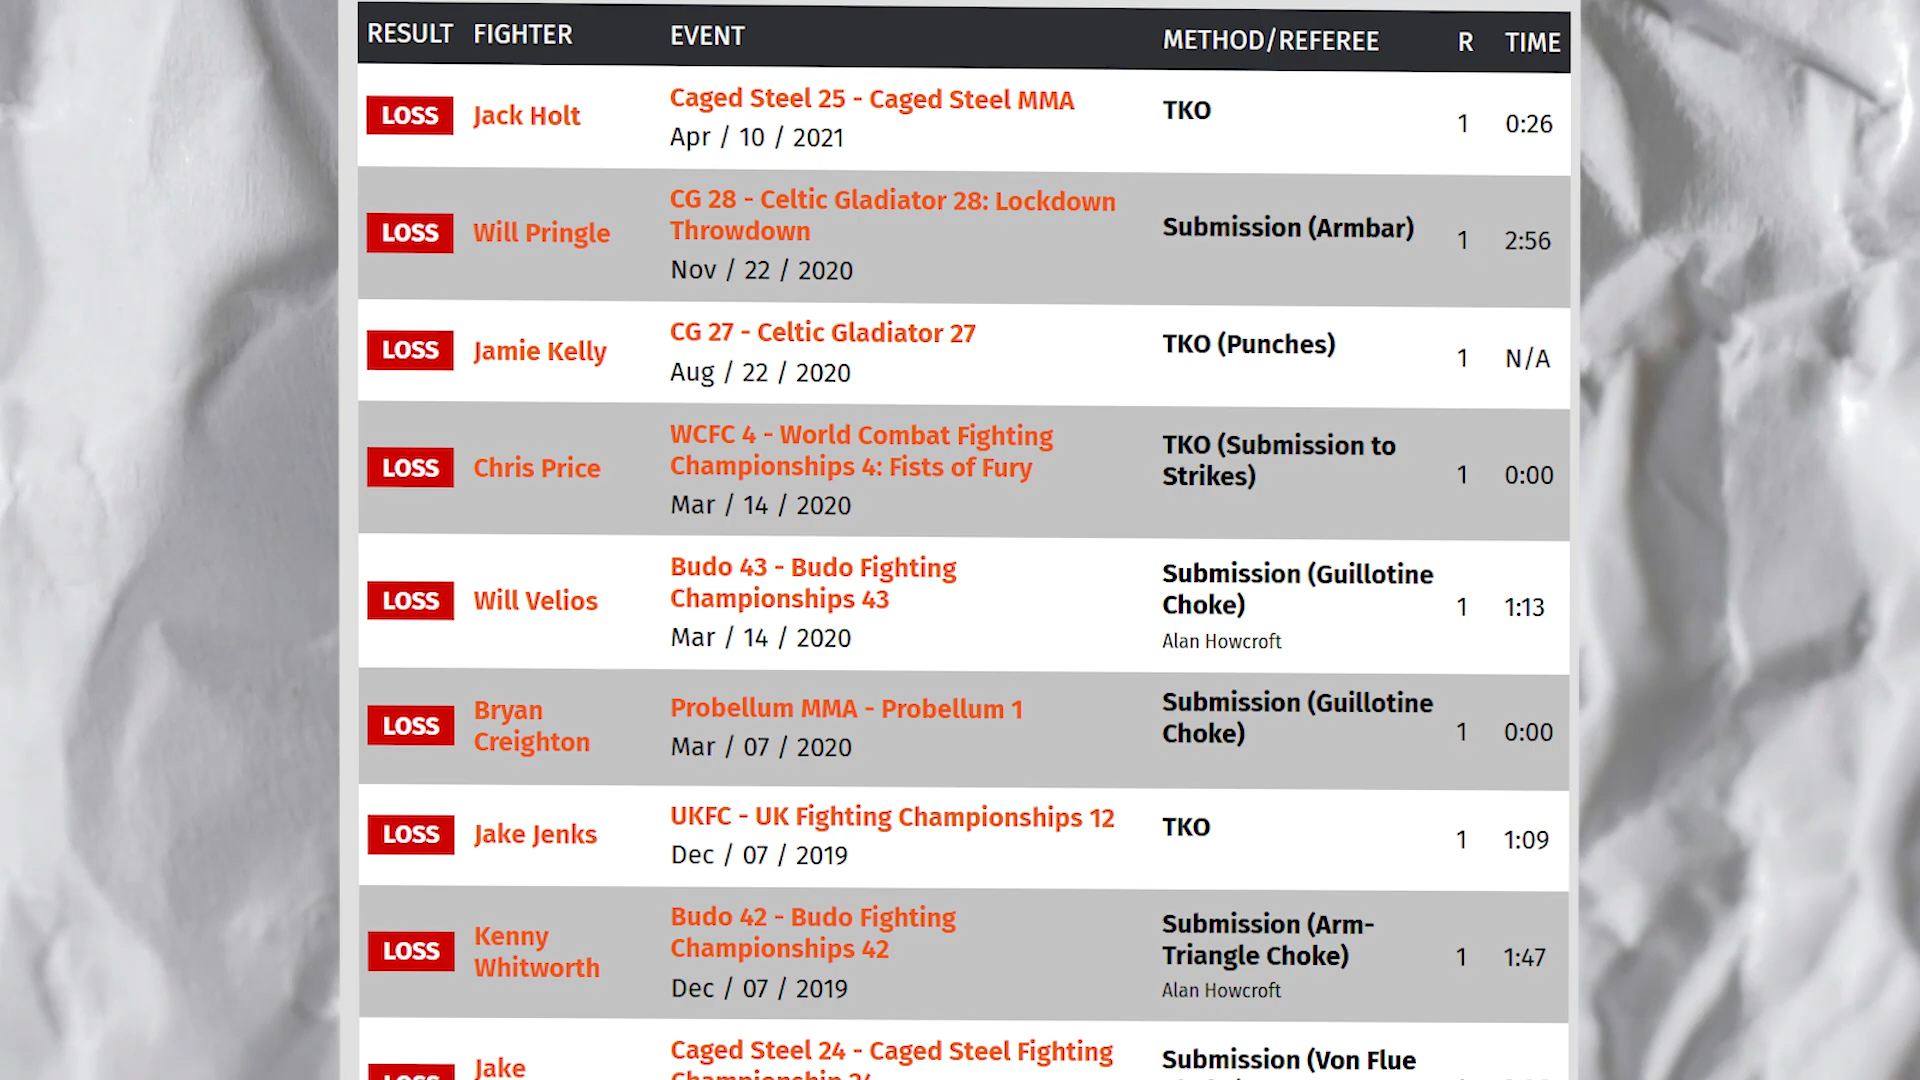 RESULT FIGHTER EVENT METHOD/REFEREE R TIME
LOSS Jack Holt Caged Steel 25 - Caged Steel MMA TKO 1 0:26
Apr / 10 / 2021
LOSS Will Pringle CG 28 - Celtic Gladiator 28: Lockdown Submission (Armbar) 1 2:56
Throwdown
Nov / 22 / 2020
LOSS Jamie Kelly CG 27 - Celtic Gladiator 27 TKO (Punches) 1 N/A
Aug / 22 / 2020
LOSS Chris Price WCFC 4 - World Combat Fighting TKO (Submission to 1 0:00
Championships 4: Fists of Fury Strikes)
Mar / 14 / 2020
LOSS Will Velios Budo 43 - Budo Fighting Submission (Guillotine 1 1:13
Championships 43 Choke)
Mar / 14 / 2020 Alan Howcroft
LOSS Bryan Probellum MMA - Probellum 1 Submission (Guillotine 1 0:00
Creighton Mar / 07 / 2020 Choke)
LOSS Jake Jenks UKFC - UK Fighting Championships 12 TKO 1 1:09
Dec / 07 / 2019
LOSS Kenny Budo 42 - Budo Fighting Submission (Arm- 1 1:47
Whitworth Championships 42 Triangle Choke)
Dec / 07 / 2019 Alan Howcroft
LOSS Jake Caged Steel 24 - Caged Steel Fighting Submission (Von Flue
Championship 24